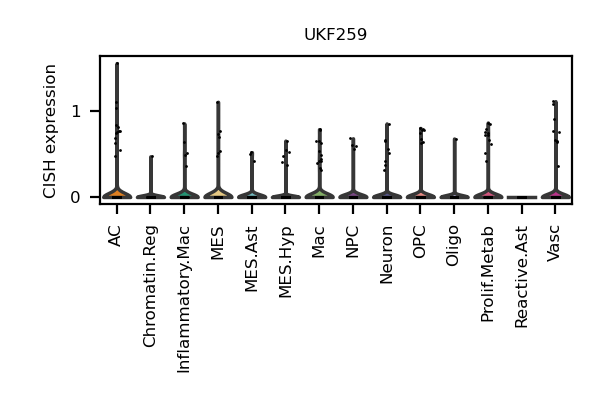 UKF259
CISH expression
1
0
AC
Chromatin.Reg
Inflammatory.Mac
MES
MES.Ast
MES.Hyp
Mac
NPC
Neuron
OPC
Oligo
Prolif.Metab
Reactive.Ast
Vasc